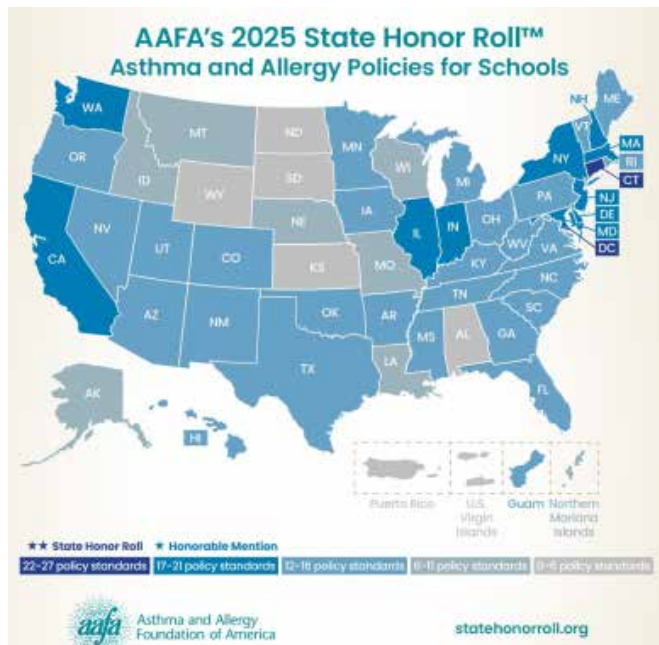 AAFA's 2025 State Honor Roll™
Asthma and Allergy Policies for Schools
WA
MT
ND
MN
NH
VT
ME
OR
ID
SD
WI
NY
MA
RI
CT
WY
MI
NE
IA
PA
NJ
DE
MD
DC
NV
UT
CO
IL
IN
OH
WV
VA
CA
KS
MO
KY
NC
TN
AZ
NM
OK
AR
SC
MS
AL
GA
TX
LA
FL
AK
HI
Puerto Rico
U.S.
Virgin
Islands
Guam
Northern
Mariana
Islands
★★ State Honor Roll ★ Honorable Mention
22-27 policy standards 17-21 policy standards 12-16 policy standards 6-11 policy standards 0-5 policy standards
aafa
Asthma and Allergy
Foundation of America
statehonorroll.org